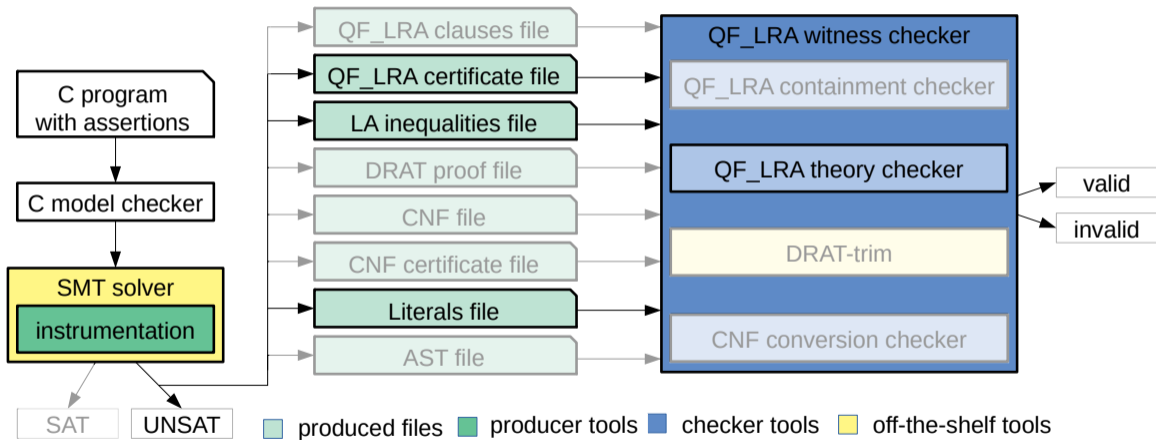 C program
with assertions
C model checker
SMT solver
instrumentation
SAT
UNSAT
QF_LRA clauses file
QF_LRA certificate file
LA inequalities file
DRAT proof file
CNF file
CNF certificate file
Literals file
AST file
QF_LRA witness checker
QF_LRA containment checker
QF_LRA theory checker
DRAT-trim
CNF conversion checker
valid
invalid
produced files
producer tools
checker tools
off-the-shelf tools